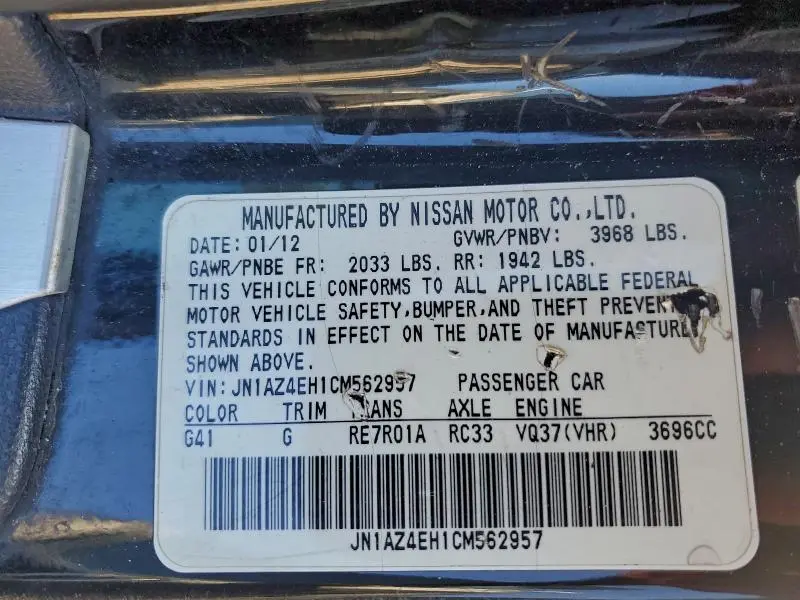 MANUFACTURED BY NISSAN MOTOR CO.,LTD.
DATE: 01/12 GVWR/PNBV: 3968 LBS.
GAWR/PNBE FR: 2033 LBS. RR: 1942 LBS.
THIS VEHICLE CONFORMS TO ALL APPLICABLE FEDERAL
MOTOR VEHICLE SAFETY,BUMPER,AND THEFT PREVENT
STANDARDS IN EFFECT ON THE DATE OF MANUFACTURE
SHOWN ABOVE.
VIN: JN1AZ4EH1CM562957 PASSENGER CAR
COLOR TRIM TRANS AXLE ENGINE
G41 G RE7R01A RC33 VQ37(VHR) 3696CC
JN1AZ4EH1CM562957